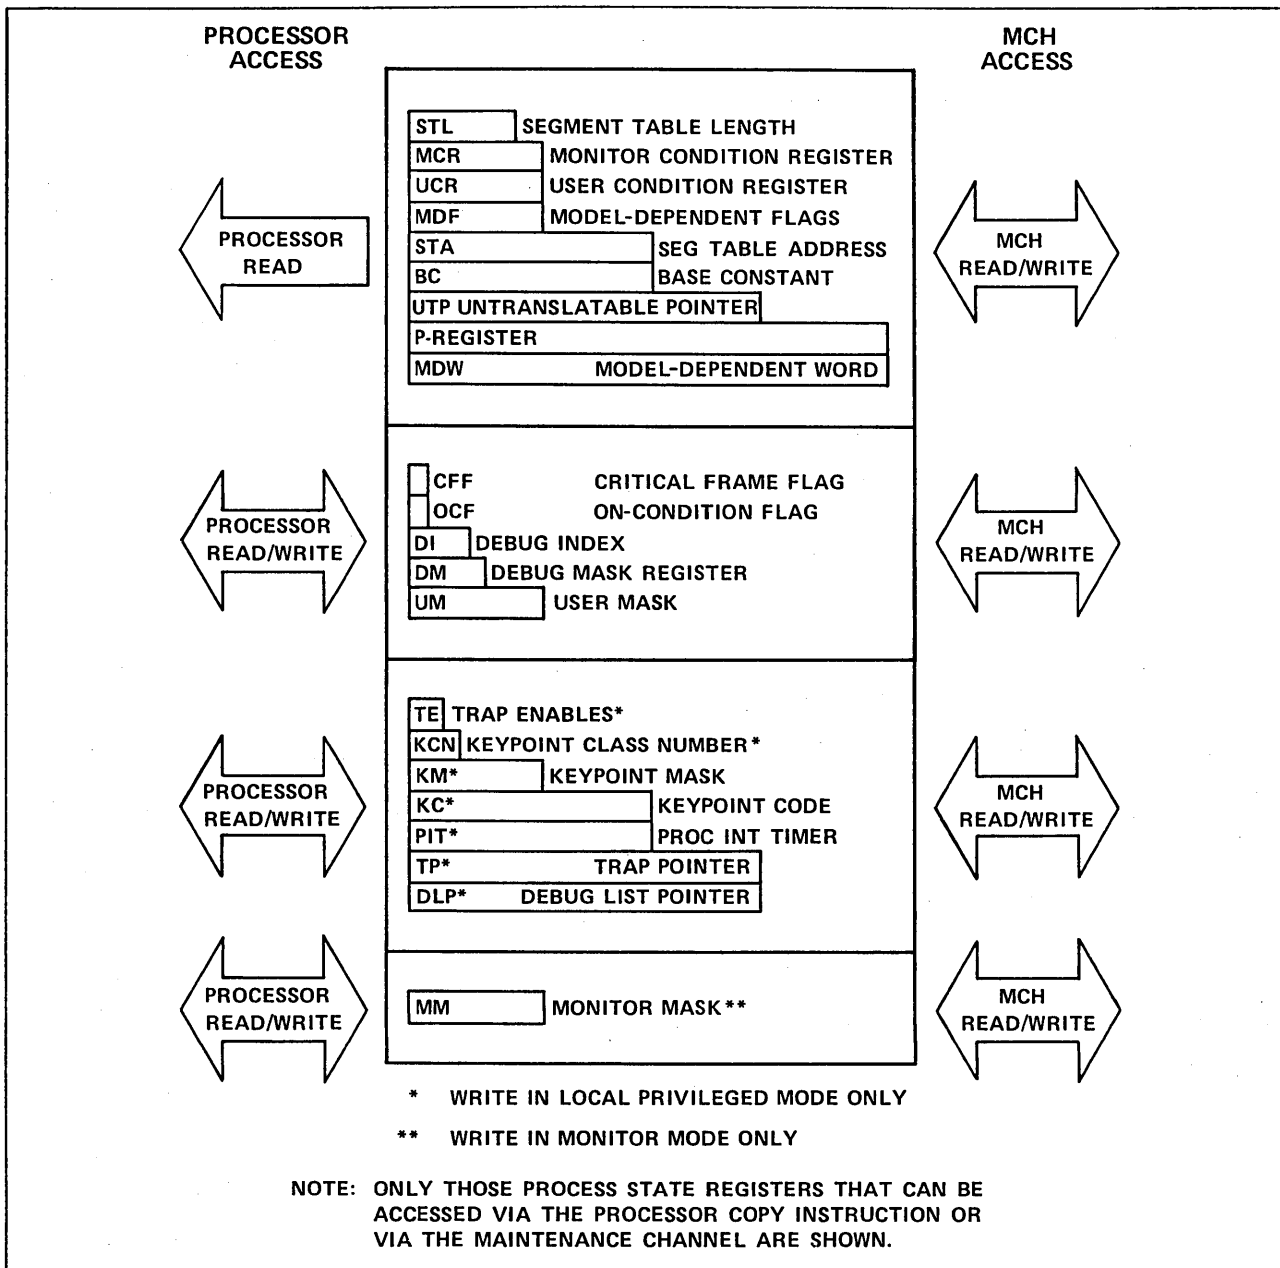 PROCESSOR
ACCESS
MCH
ACCESS
STL SEGMENT TABLE LENGTH
MCR MONITOR CONDITION REGISTER
UCR USER CONDITION REGISTER
MDF MODEL-DEPENDENT FLAGS
STA SEG TABLE ADDRESS
BC BASE CONSTANT
UTP UNTRANSLATABLE POINTER
P-REGISTER
MDW MODEL-DEPENDENT WORD
PROCESSOR
READ
MCH
READ/WRITE
CFF CRITICAL FRAME FLAG
OCF ON-CONDITION FLAG
DI DEBUG INDEX
DM DEBUG MASK REGISTER
UM USER MASK
PROCESSOR
READ/WRITE
MCH
READ/WRITE
TE TRAP ENABLES*
KCN KEYPOINT CLASS NUMBER*
KM* KEYPOINT MASK
KC* KEYPOINT CODE
PIT* PROC INT TIMER
TP* TRAP POINTER
DLP* DEBUG LIST POINTER
PROCESSOR
READ/WRITE
MCH
READ/WRITE
MM MONITOR MASK**
PROCESSOR
READ/WRITE
MCH
READ/WRITE
* WRITE IN LOCAL PRIVILEGED MODE ONLY
** WRITE IN MONITOR MODE ONLY
NOTE: ONLY THOSE PROCESS STATE REGISTERS THAT CAN BE
ACCESSED VIA THE PROCESSOR COPY INSTRUCTION OR
VIA THE MAINTENANCE CHANNEL ARE SHOWN.